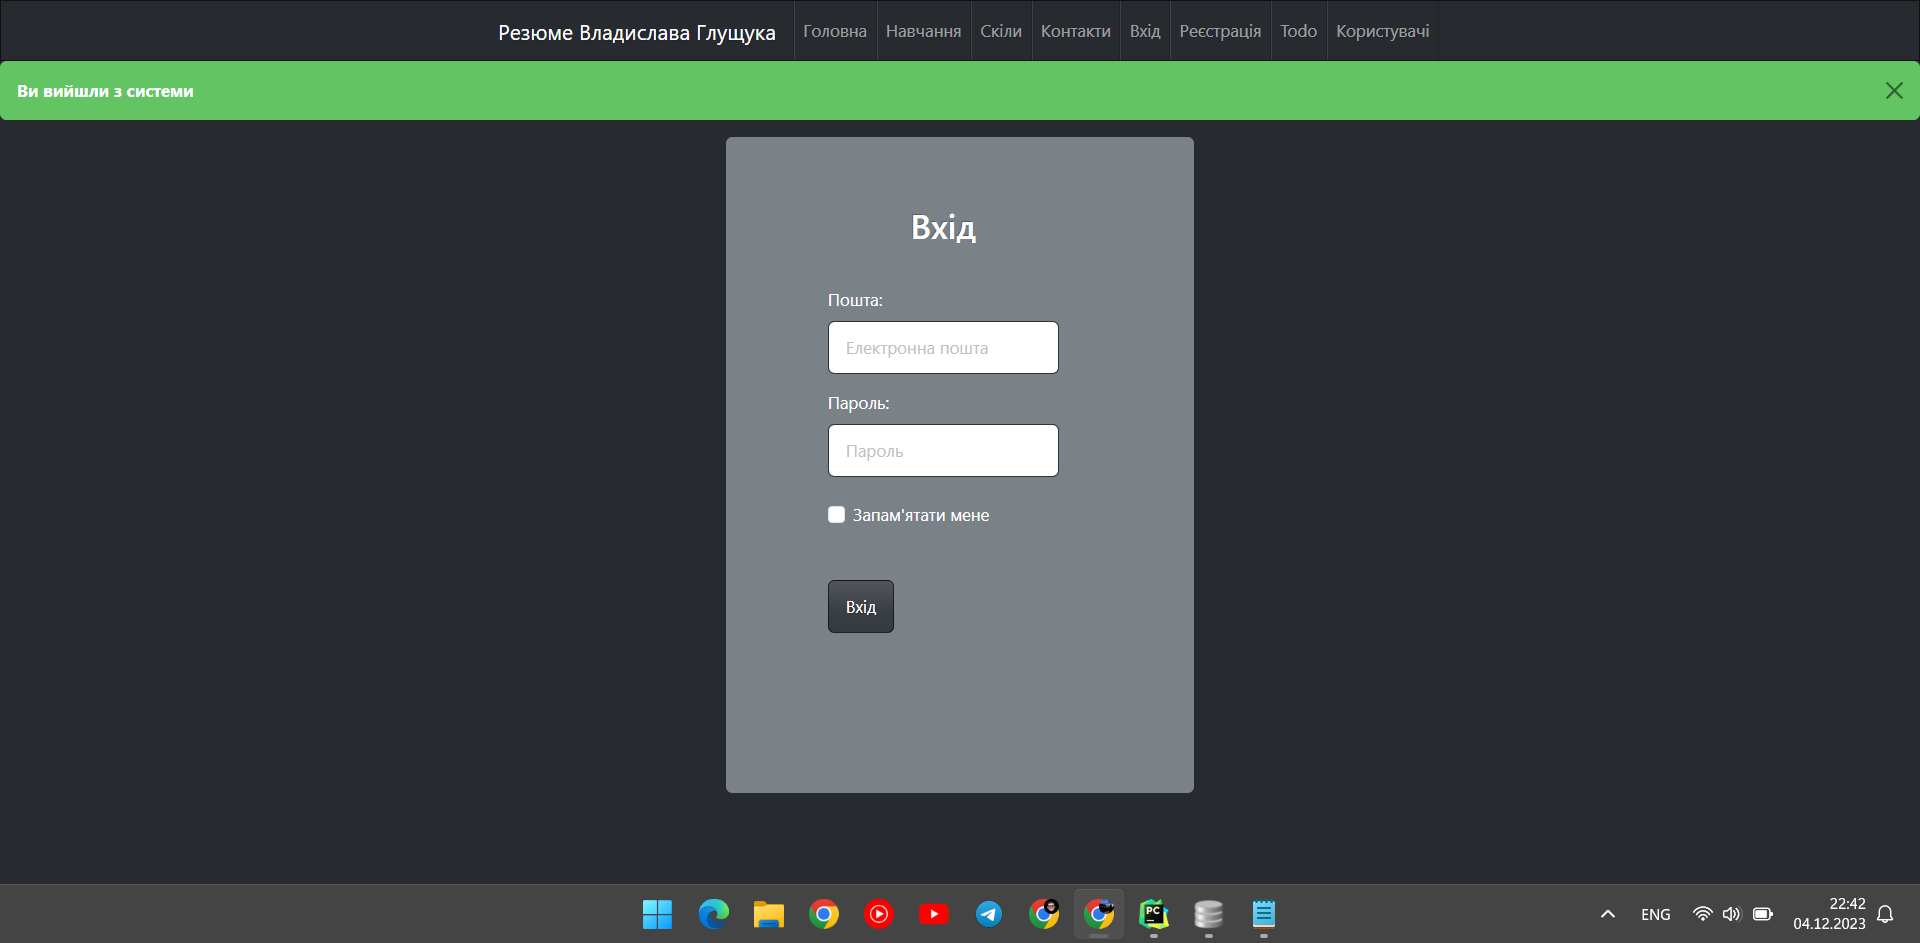 Резюме Владислава Глущука Головна Навчання Скіли Контакти Вхід Реєстрація Todo Користувачі
Ви вийшли з системи
Вхід
Пошта:
Електронна пошта
Пароль:
Пароль
Запам'ятати мене
Вхід
PC
ENG
22:42
04.12.2023